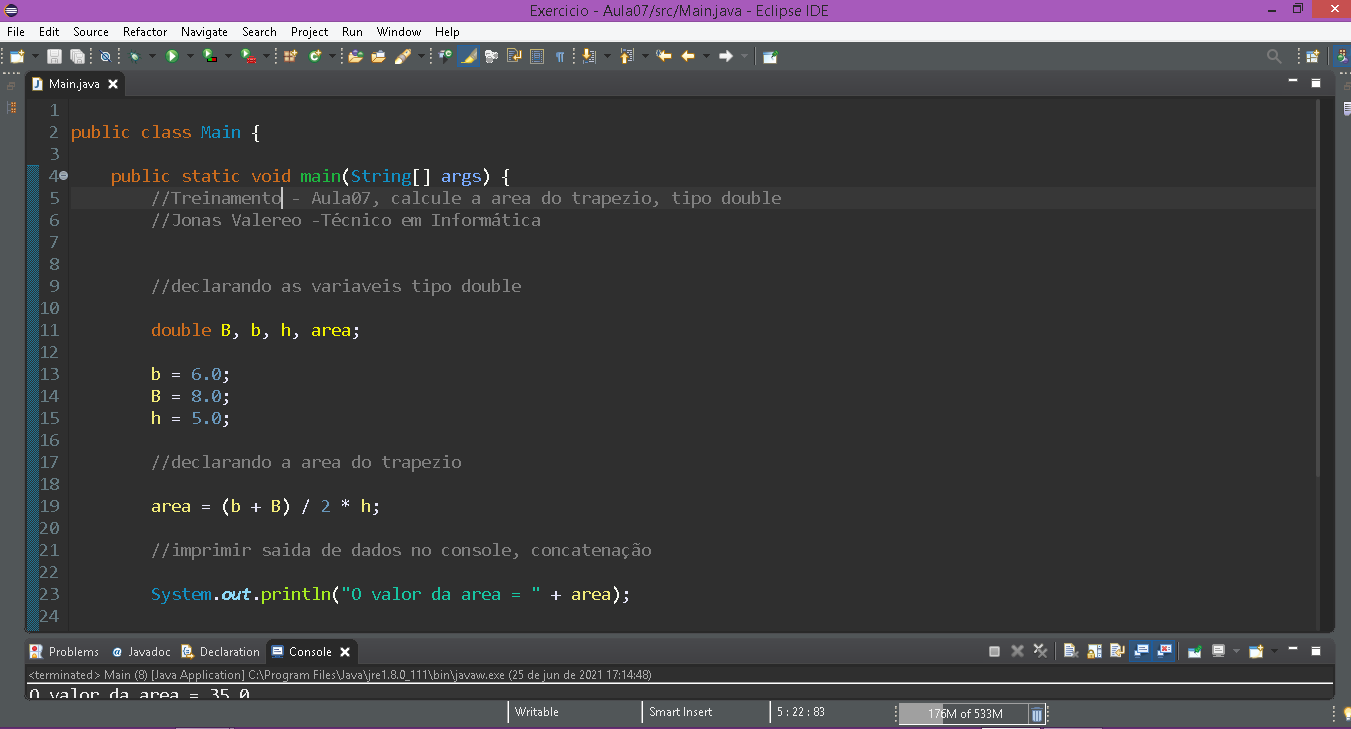 Exercicio - Aula07/src/Main.java - Eclipse IDE
File Edit Source Refactor Navigate Search Project Run Window Help
Main.java
1
2 public class Main {
3
4 public static void main(String[] args) {
5 //Treinamento - Aula07, calcule a area do trapezio, tipo double
6 //Jonas Valereo -Técnico em Informática
7
8
9 //declarando as variaveis tipo double
10
11 double B, b, h, area;
12
13 b = 6.0;
14 B = 8.0;
15 h = 5.0;
16
17 //declarando a area do trapezio
18
19 area = (b + B) / 2 * h;
20
21 //imprimir saida de dados no console, concatenação
22
23 System.out.println("O valor da area = " + area);
24
Problems Javadoc Declaration Console
<terminated> Main (8) [Java Application] C:\Program Files\Java\jre1.8.0_111\bin\javaw.exe (25 de jun de 2021 17:14:48)
O valor da area = 35.0
Writable Smart Insert 5 : 22 : 83 176M of 533M